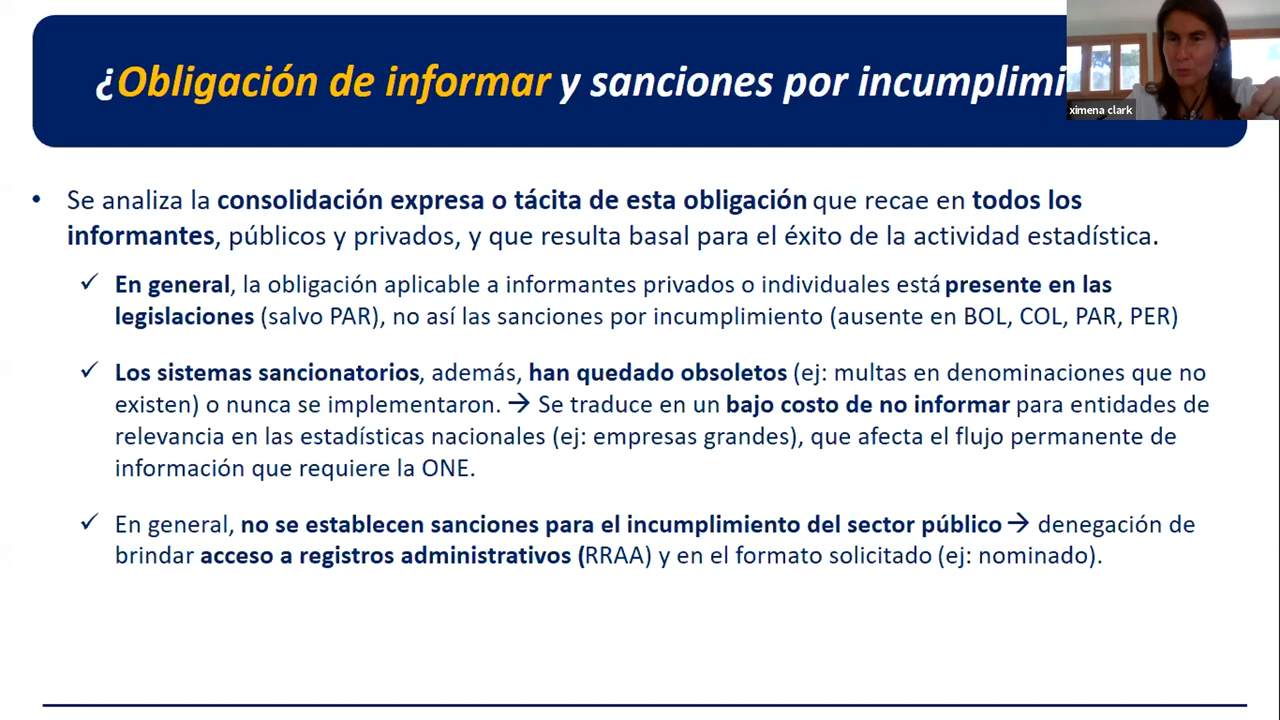 ¿Obligación de informar y sanciones por incumplimi
ximena clark
• Se analiza la consolidación expresa o tácita de esta obligación que recae en todos los
informantes, públicos y privados, y que resulta basal para el éxito de la actividad estadística.
✓ En general, la obligación aplicable a informantes privados o individuales está presente en las
legislaciones (salvo PAR), no así las sanciones por incumplimiento (ausente en BOL, COL, PAR, PER)
✓ Los sistemas sancionatorios, además, han quedado obsoletos (ej: multas en denominaciones que no
existen) o nunca se implementaron. → Se traduce en un bajo costo de no informar para entidades de
relevancia en las estadísticas nacionales (ej: empresas grandes), que afecta el flujo permanente de
información que requiere la ONE.
✓ En general, no se establecen sanciones para el incumplimiento del sector público → denegación de
brindar acceso a registros administrativos (RRAA) y en el formato solicitado (ej: nominado).